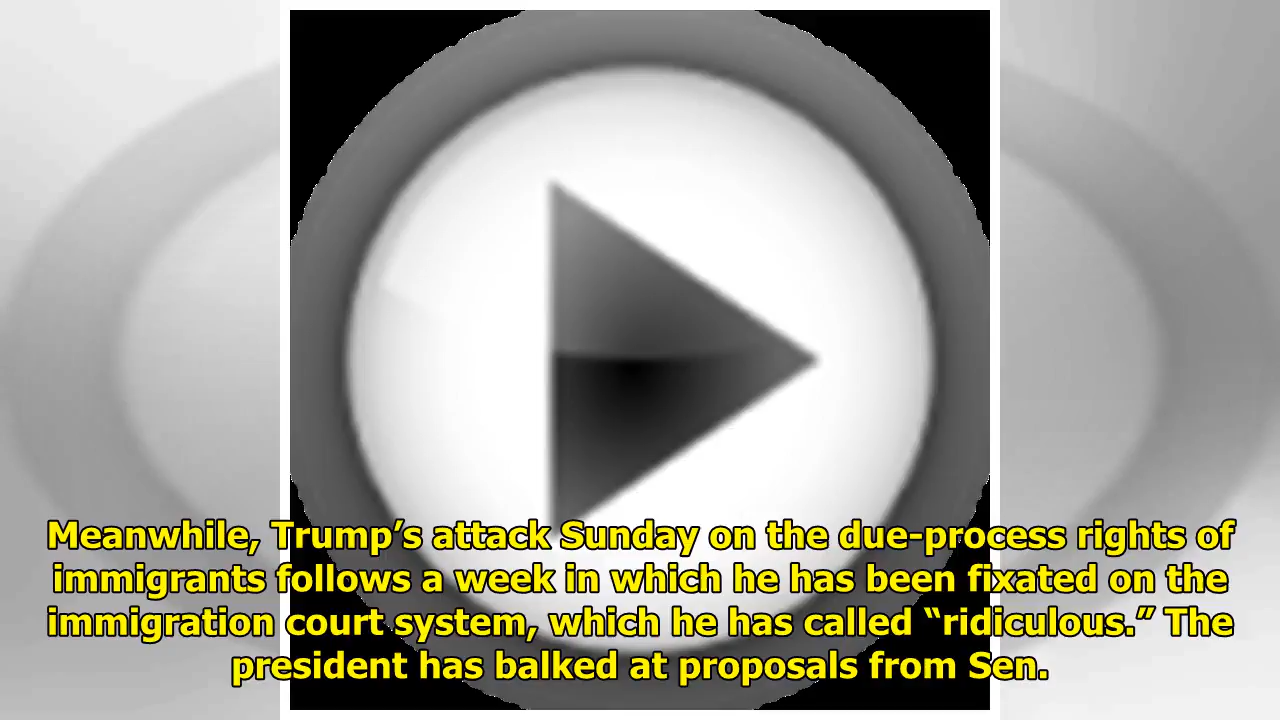 Meanwhile, Trump’s attack Sunday on the due-process rights of
immigrants follows a week in which he has been fixated on the
immigration court system, which he has called “ridiculous.” The
president has balked at proposals from Sen.